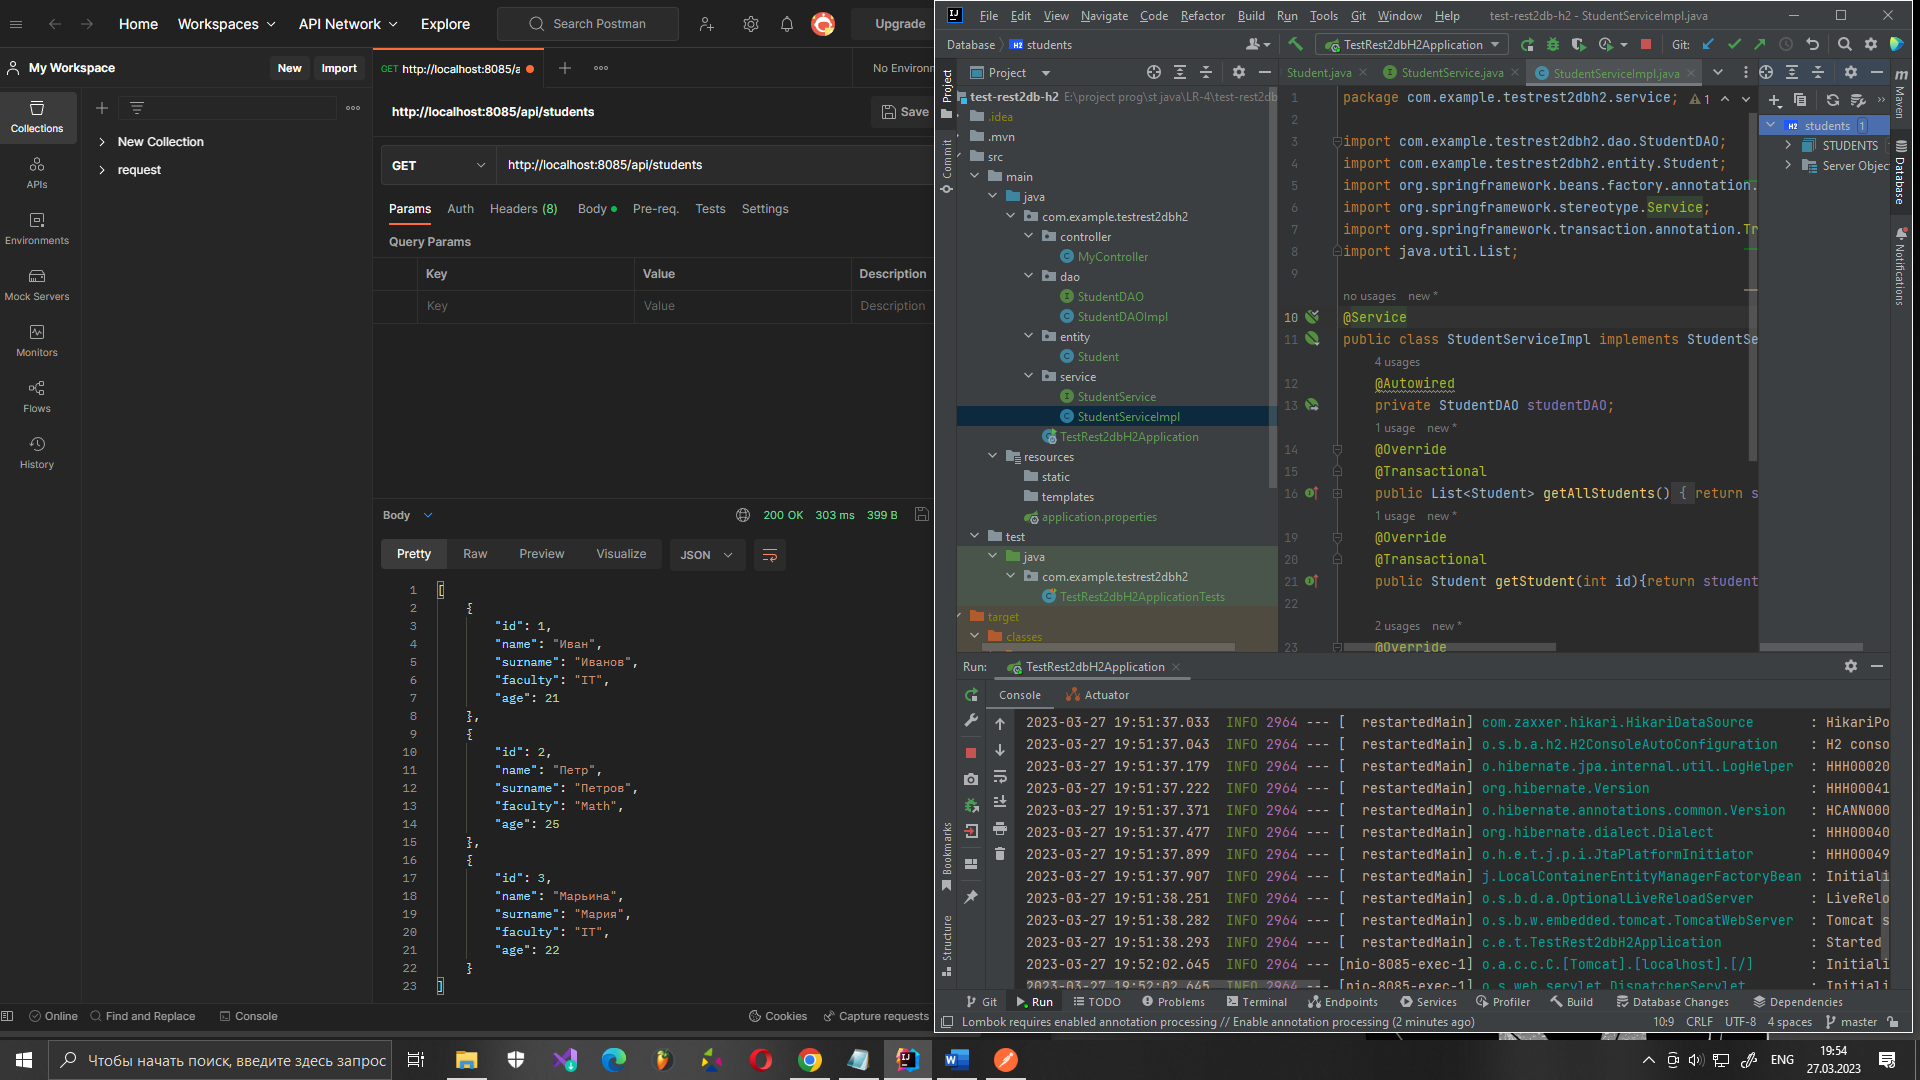 Home
Workspaces
API Network
Explore
Search Postman
Upgrade
My Workspace
New
Import
GET http://localhost:8085/a
No Environ
Collections
APIs
Environments
Mock Servers
Monitors
Flows
History
New Collection
request
http://localhost:8085/api/students
Save
GET
http://localhost:8085/api/students
Params
Auth
Headers (8)
Body
Pre-req.
Tests
Settings
Query Params
Key
Value
Description
Key
Value
Description
Body
200 OK
303 ms
399 B
Pretty
Raw
Preview
Visualize
JSON
1 [
2 {
3 "id": 1,
4 "name": "Иван",
5 "surname": "Иванов",
6 "faculty": "IT",
7 "age": 21
8 },
9 {
10 "id": 2,
11 "name": "Петр",
12 "surname": "Петров",
13 "faculty": "Math",
14 "age": 25
15 },
16 {
17 "id": 3,
18 "name": "Марьина",
19 "surname": "Мария",
20 "faculty": "IT",
21 "age": 22
22 }
23 ]
Online
Find and Replace
Console
Cookies
Capture requests
File Edit View Navigate Code Refactor Build Run Tools Git Window Help
test-rest2db-h2 - StudentServiceImpl.java
Database
students
TestRest2dbH2Application
Git:
Project
Student.java
StudentService.java
StudentServiceImpl.java
Project
Commit
Bookmarks
Structure
test-rest2db-h2 E:\project prog\st java\LR-4\test-rest2db
.idea
.mvn
src
main
java
com.example.testrest2dbh2
controller
MyController
dao
StudentDAO
StudentDAOImpl
entity
Student
service
StudentService
StudentServiceImpl
TestRest2dbH2Application
resources
static
templates
application.properties
test
java
com.example.testrest2dbh2
TestRest2dbH2ApplicationTests
target
classes
1 package com.example.testrest2dbh2.service; 1
2
3 import com.example.testrest2dbh2.dao.StudentDAO;
4 import com.example.testrest2dbh2.entity.Student;
5 import org.springframework.beans.factory.annotation.
6 import org.springframework.stereotype.Service;
7 import org.springframework.transaction.annotation.Tr
8 import java.util.List;
9
no usages new *
10 @Service
11 public class StudentServiceImpl implements StudentSe
4 usages
12 @Autowired
13 private StudentDAO studentDAO;
1 usage new *
14 @Override
15 @Transactional
16 public List<Student> getAllStudents() { return s
1 usage new *
19 @Override
20 @Transactional
21 public Student getStudent(int id){return student
22
2 usages new *
23 @Override
students 1
STUDENTS
Server Objec
Maven
Database
Notifications
Run:
TestRest2dbH2Application
Console
Actuator
2023-03-27 19:51:37.033 INFO 2964 --- [ restartedMain] com.zaxxer.hikari.HikariDataSource : HikariPo
2023-03-27 19:51:37.043 INFO 2964 --- [ restartedMain] o.s.b.a.h2.H2ConsoleAutoConfiguration : H2 conso
2023-03-27 19:51:37.179 INFO 2964 --- [ restartedMain] o.hibernate.jpa.internal.util.LogHelper : HHH00020
2023-03-27 19:51:37.222 INFO 2964 --- [ restartedMain] org.hibernate.Version : HHH00041
2023-03-27 19:51:37.371 INFO 2964 --- [ restartedMain] o.hibernate.annotations.common.Version : HCANN000
2023-03-27 19:51:37.477 INFO 2964 --- [ restartedMain] org.hibernate.dialect.Dialect : HHH00040
2023-03-27 19:51:37.899 INFO 2964 --- [ restartedMain] o.h.e.t.j.p.i.JtaPlatformInitiator : HHH00049
2023-03-27 19:51:37.907 INFO 2964 --- [ restartedMain] j.LocalContainerEntityManagerFactoryBean : Initiali
2023-03-27 19:51:38.251 INFO 2964 --- [ restartedMain] o.s.b.d.a.OptionalLiveReloadServer : LiveRelo
2023-03-27 19:51:38.282 INFO 2964 --- [ restartedMain] o.s.b.w.embedded.tomcat.TomcatWebServer : Tomcat s
2023-03-27 19:51:38.293 INFO 2964 --- [ restartedMain] c.e.t.TestRest2dbH2Application : Started
2023-03-27 19:52:02.645 INFO 2964 --- [nio-8085-exec-1] o.a.c.c.C.[Tomcat].[localhost].[/] : Initiali
2023-03-27 19:52:02.645 INFO 2964 --- [nio-8085-exec-1] o.s.web.servlet.DispatcherServlet : Initiali
Git
Run
TODO
Problems
Terminal
Endpoints
Services
Profiler
Build
Database Changes
Dependencies
Lombok requires enabled annotation processing // Enable annotation processing (2 minutes ago)
10:9 CRLF UTF-8 4 spaces master
Чтобы начать поиск, введите здесь запрос
ENG
19:54
27.03.2023